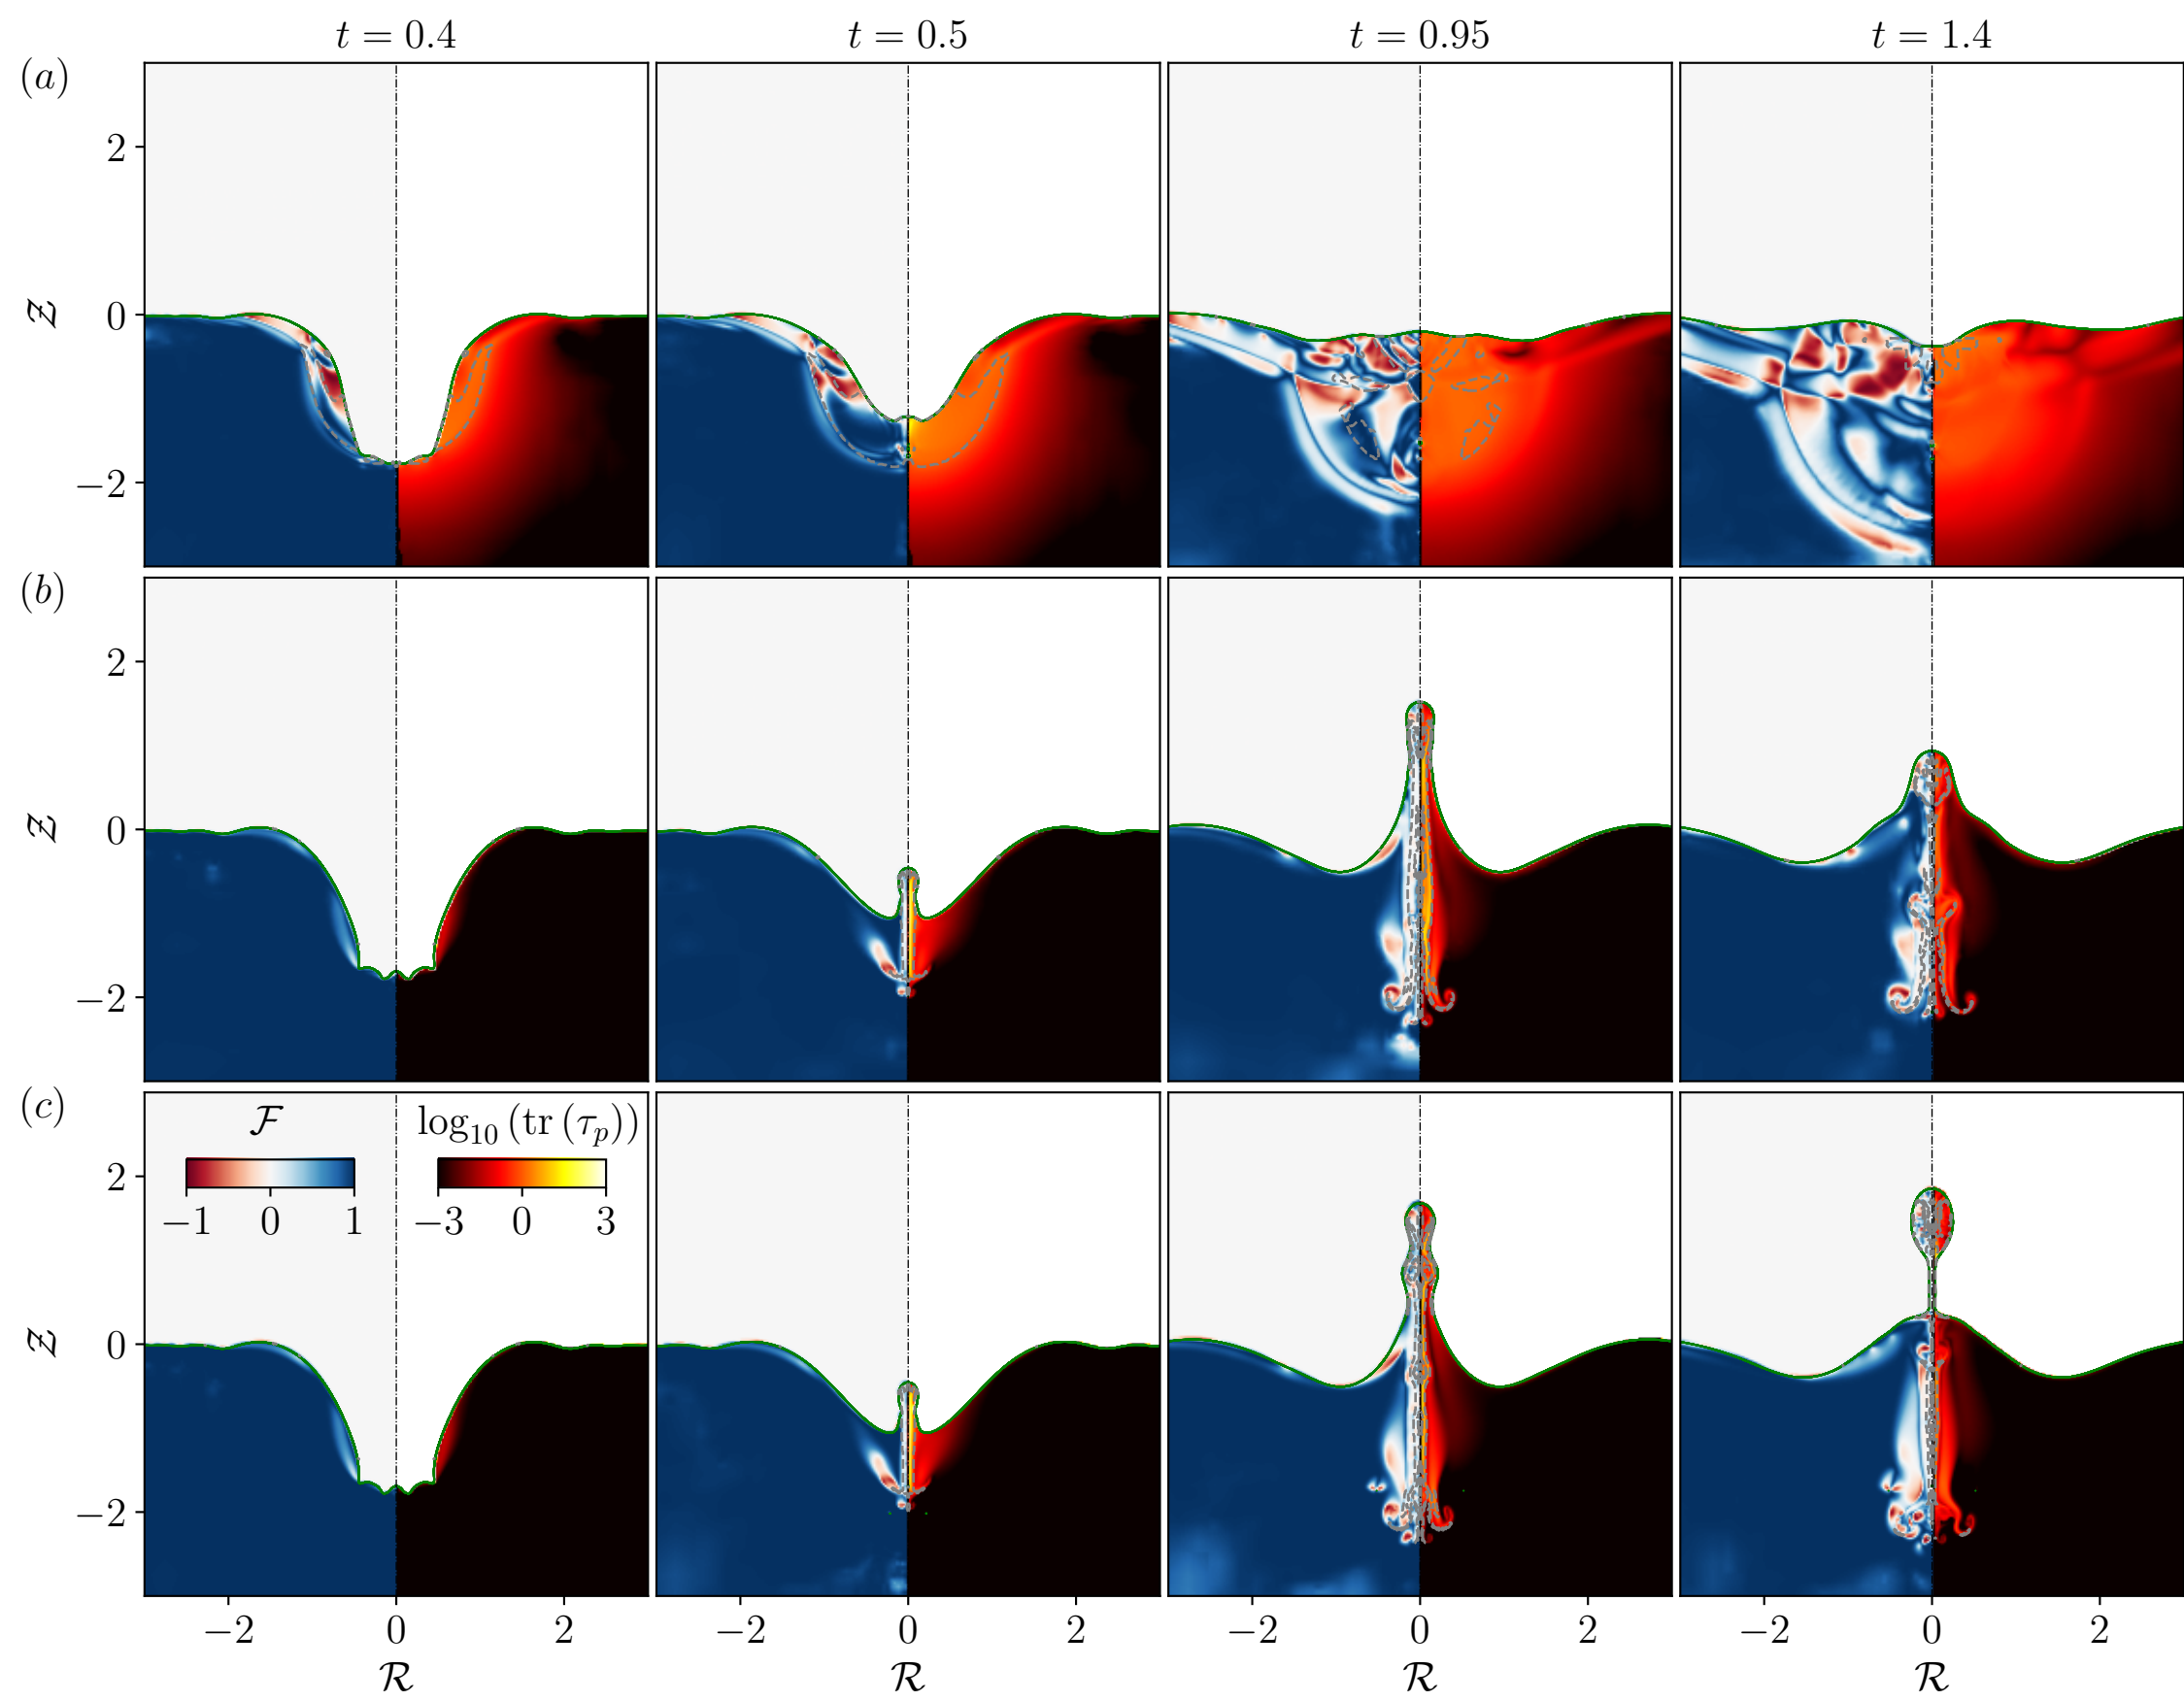 t = 0.4 t = 0.5 t = 0.95 t = 1.4
(a)
2
0
−2
𝒵
(b)
2
0
−2
𝒵
(c)
ℱ log₁₀ (tr (τₚ))
−1 0 1 −3 0 3
2
0
−2
𝒵
−2 0 2 −2 0 2 −2 0 2 −2 0 2
ℛ ℛ ℛ ℛ